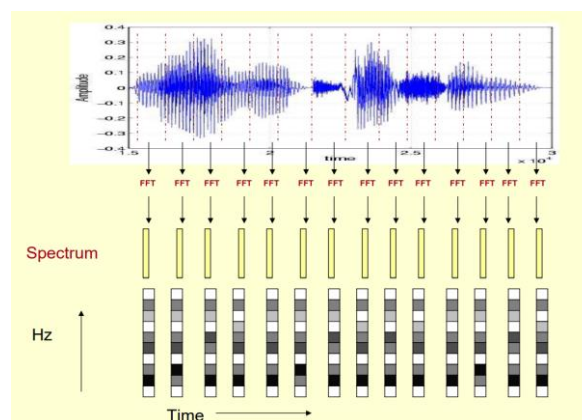 0.4
0.3
0.2
0.1
0
-0.1
-0.2
-0.3
-0.4
Amplitude
1.5 2 2.5 3
time
x 10⁴
FFT FFT FFT FFT FFT FFT FFT FFT FFT FFT FFT FFT FFT FFT
Spectrum
Hz
Time